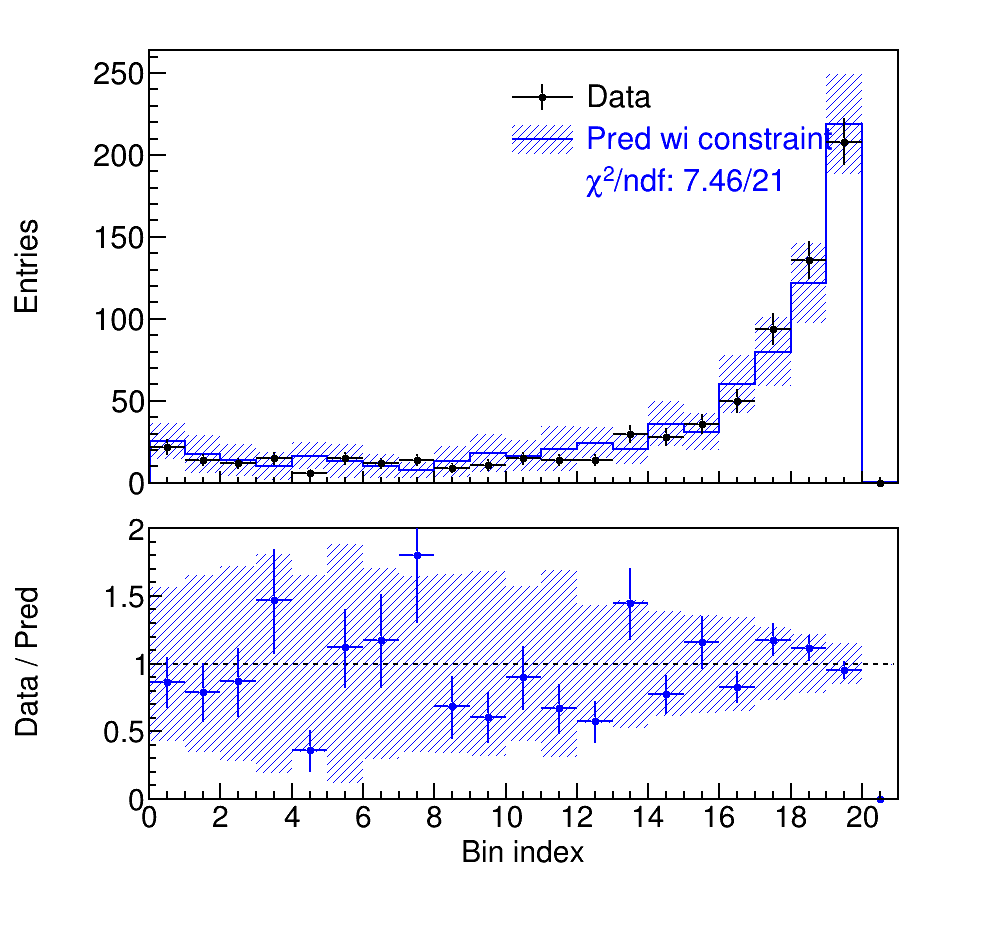 250
200
150
100
50
0
Entries
Data
Pred wi constraint
χ²/ndf: 7.46/21
2
1.5
1
0.5
0
Data / Pred
0 2 4 6 8 10 12 14 16 18 20
Bin index